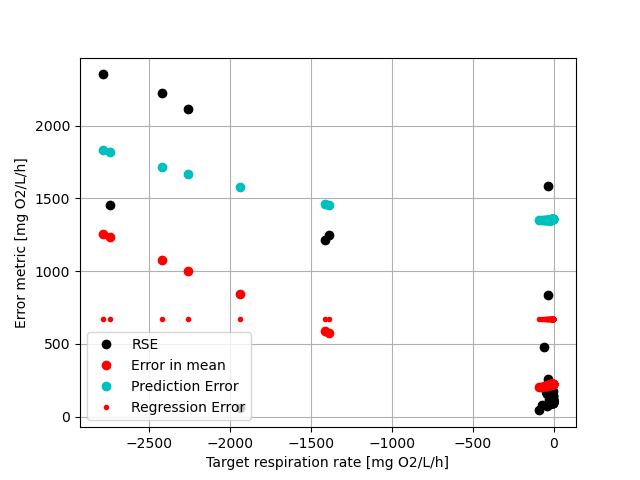 2000
1500
1000
500
0
Error metric [mg O2/L/h]
RSE
Error in mean
Prediction Error
Regression Error
−2500 −2000 −1500 −1000 −500 0
Target respiration rate [mg O2/L/h]